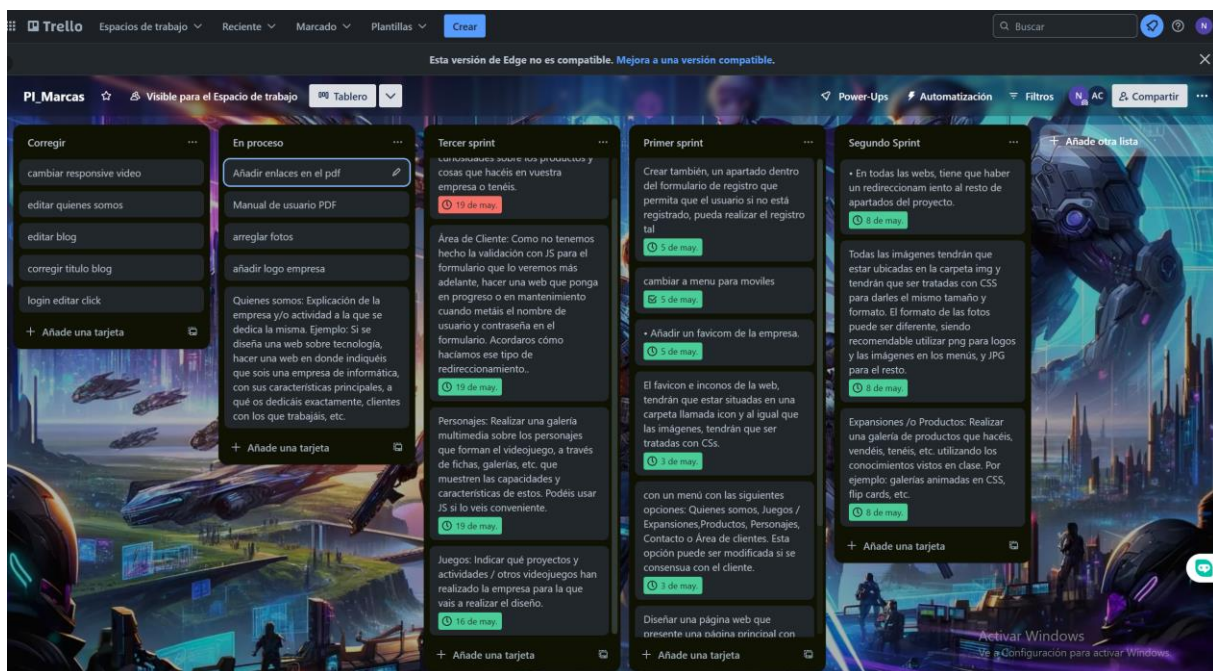 Trello Espacios de trabajo Reciente Marcado Plantillas Crear Buscar N
Esta versión de Edge no es compatible. Mejora a una versión compatible.
PI_Marcas Visible para el Espacio de trabajo Tablero Power-Ups Automatización Filtros N AC Compartir
Corregir
cambiar responsive video
editar quienes somos
editar blog
corregir titulo blog
login editar click
+ Añade una tarjeta
En proceso
Añadir enlaces en el pdf
Manual de usuario PDF
arreglar fotos
añadir logo empresa
Quienes somos: Explicación de la
empresa y/o actividad a la que se
dedica la misma. Ejemplo: Si se
diseña una web sobre tecnología,
hacer una web en donde indiquéis
que sois una empresa de informática,
con sus características principales, a
qué os dedicáis exactamente, clientes
con los que trabajáis, etc.
+ Añade una tarjeta
Tercer sprint
curiosidades sobre los productos y
cosas que hacéis en vuestra
empresa o tenéis.
19 de may.
Área de Cliente: Como no tenemos
hecho la validación con JS para el
formulario que lo veremos más
adelante, hacer una web que ponga
en progreso o en mantenimiento
cuando metáis el nombre de
usuario y contraseña en el
formulario. Acordaros cómo
hacíamos ese tipo de
redireccionamiento..
19 de may.
Personajes: Realizar una galería
multimedia sobre los personajes
que forman el videojuego, a través
de fichas, galerías, etc. que
muestren las capacidades y
características de estos. Podéis usar
JS si lo veis conveniente.
19 de may.
Juegos: Indicar qué proyectos y
actividades / otros videojuegos han
realizado la empresa para la que
vais a realizar el diseño.
16 de may.
+ Añade una tarjeta
Primer sprint
Crear también, un apartado dentro
del formulario de registro que
permita que el usuario si no está
registrado, pueda realizar el registro
tal
5 de may.
cambiar a menu para moviles
5 de may.
• Añadir un favicom de la empresa.
5 de may.
El favicon e inconos de la web,
tendrán que estar situadas en una
carpeta llamada icon y al igual que
las imágenes, tendrán que ser
tratadas con CSs.
3 de may.
con un menú con las siguientes
opciones: Quienes somos, Juegos /
Expansiones,Productos, Personajes,
Contacto o Área de clientes. Esta
opción puede ser modificada si se
consensua con el cliente.
3 de may.
Diseñar una página web que
presente una página principal con
+ Añade una tarjeta
Segundo Sprint
• En todas las webs, tiene que haber
un redireccionam iento al resto de
apartados del proyecto.
8 de may.
Todas las imágenes tendrán que
estar ubicadas en la carpeta img y
tendrán que ser tratadas con CSS
para darles el mismo tamaño y
formato. El formato de las fotos
puede ser diferente, siendo
recomendable utilizar png para logos
y las imágenes en los menús, y JPG
para el resto.
8 de may.
Expansiones /o Productos: Realizar
una galería de productos que hacéis,
vendéis, tenéis, etc. utilizando los
conocimientos vistos en clase. Por
ejemplo: galerías animadas en CSS,
flip cards, etc.
8 de may.
+ Añade una tarjeta
+ Añade otra lista
Activar Windows
Ve a Configuración para activar Windows.